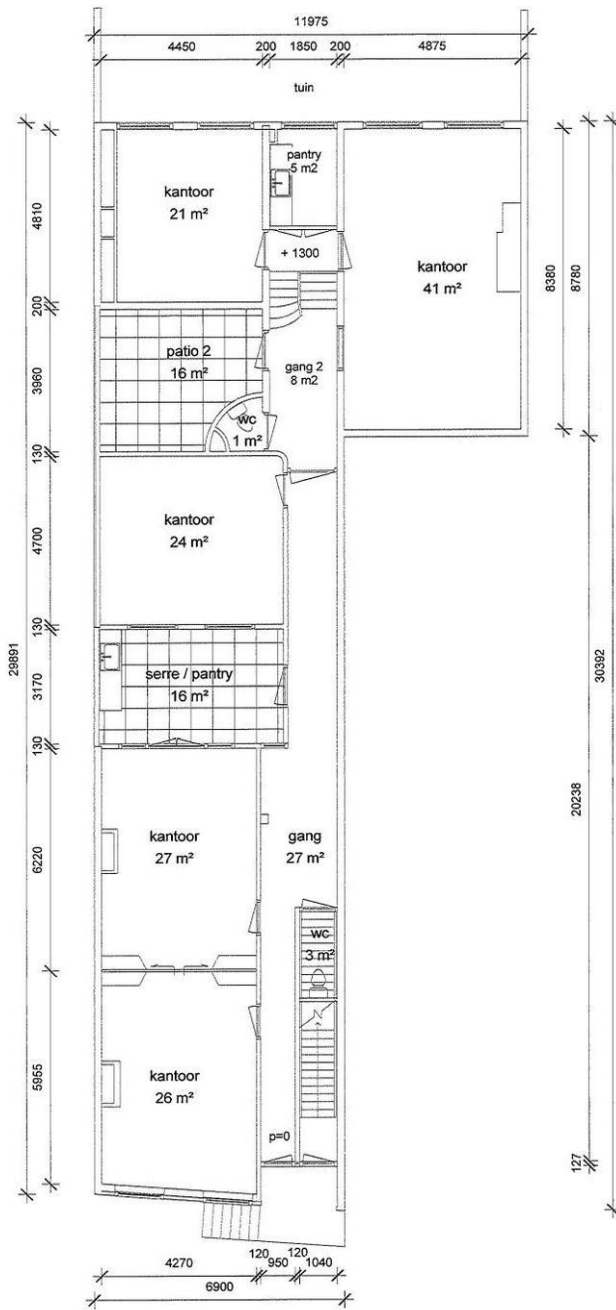 11975
4450 200 1850 200 4875
tuin
pantry
5 m2
kantoor
21 m²
+ 1300
kantoor
41 m²
patio 2
16 m²
gang 2
8 m2
wc
1 m²
kantoor
24 m²
serre / pantry
16 m²
kantoor
27 m²
gang
27 m²
wc
3 m²
kantoor
26 m²
p=0
4810
200
3960
130
4700
130
3170
130
6220
5955
29891
8380
8780
20238
127
30392
120 120
4270 950 1040
6900